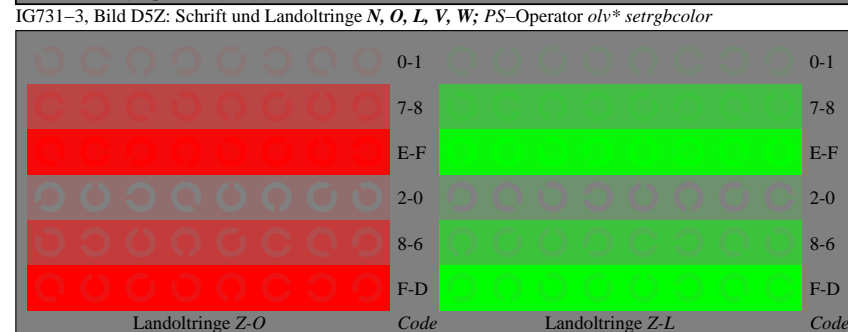 IG731–3, Bild D5Z: Schrift und Landoltringe N, O, L, V, W; PS–Operator olv* setrgbcolor
0-1 0-1
7-8 7-8
E-F E-F
2-0 2-0
8-6 8-6
F-D F-D
Landoltringe Z-O Code Landoltringe Z-L Code